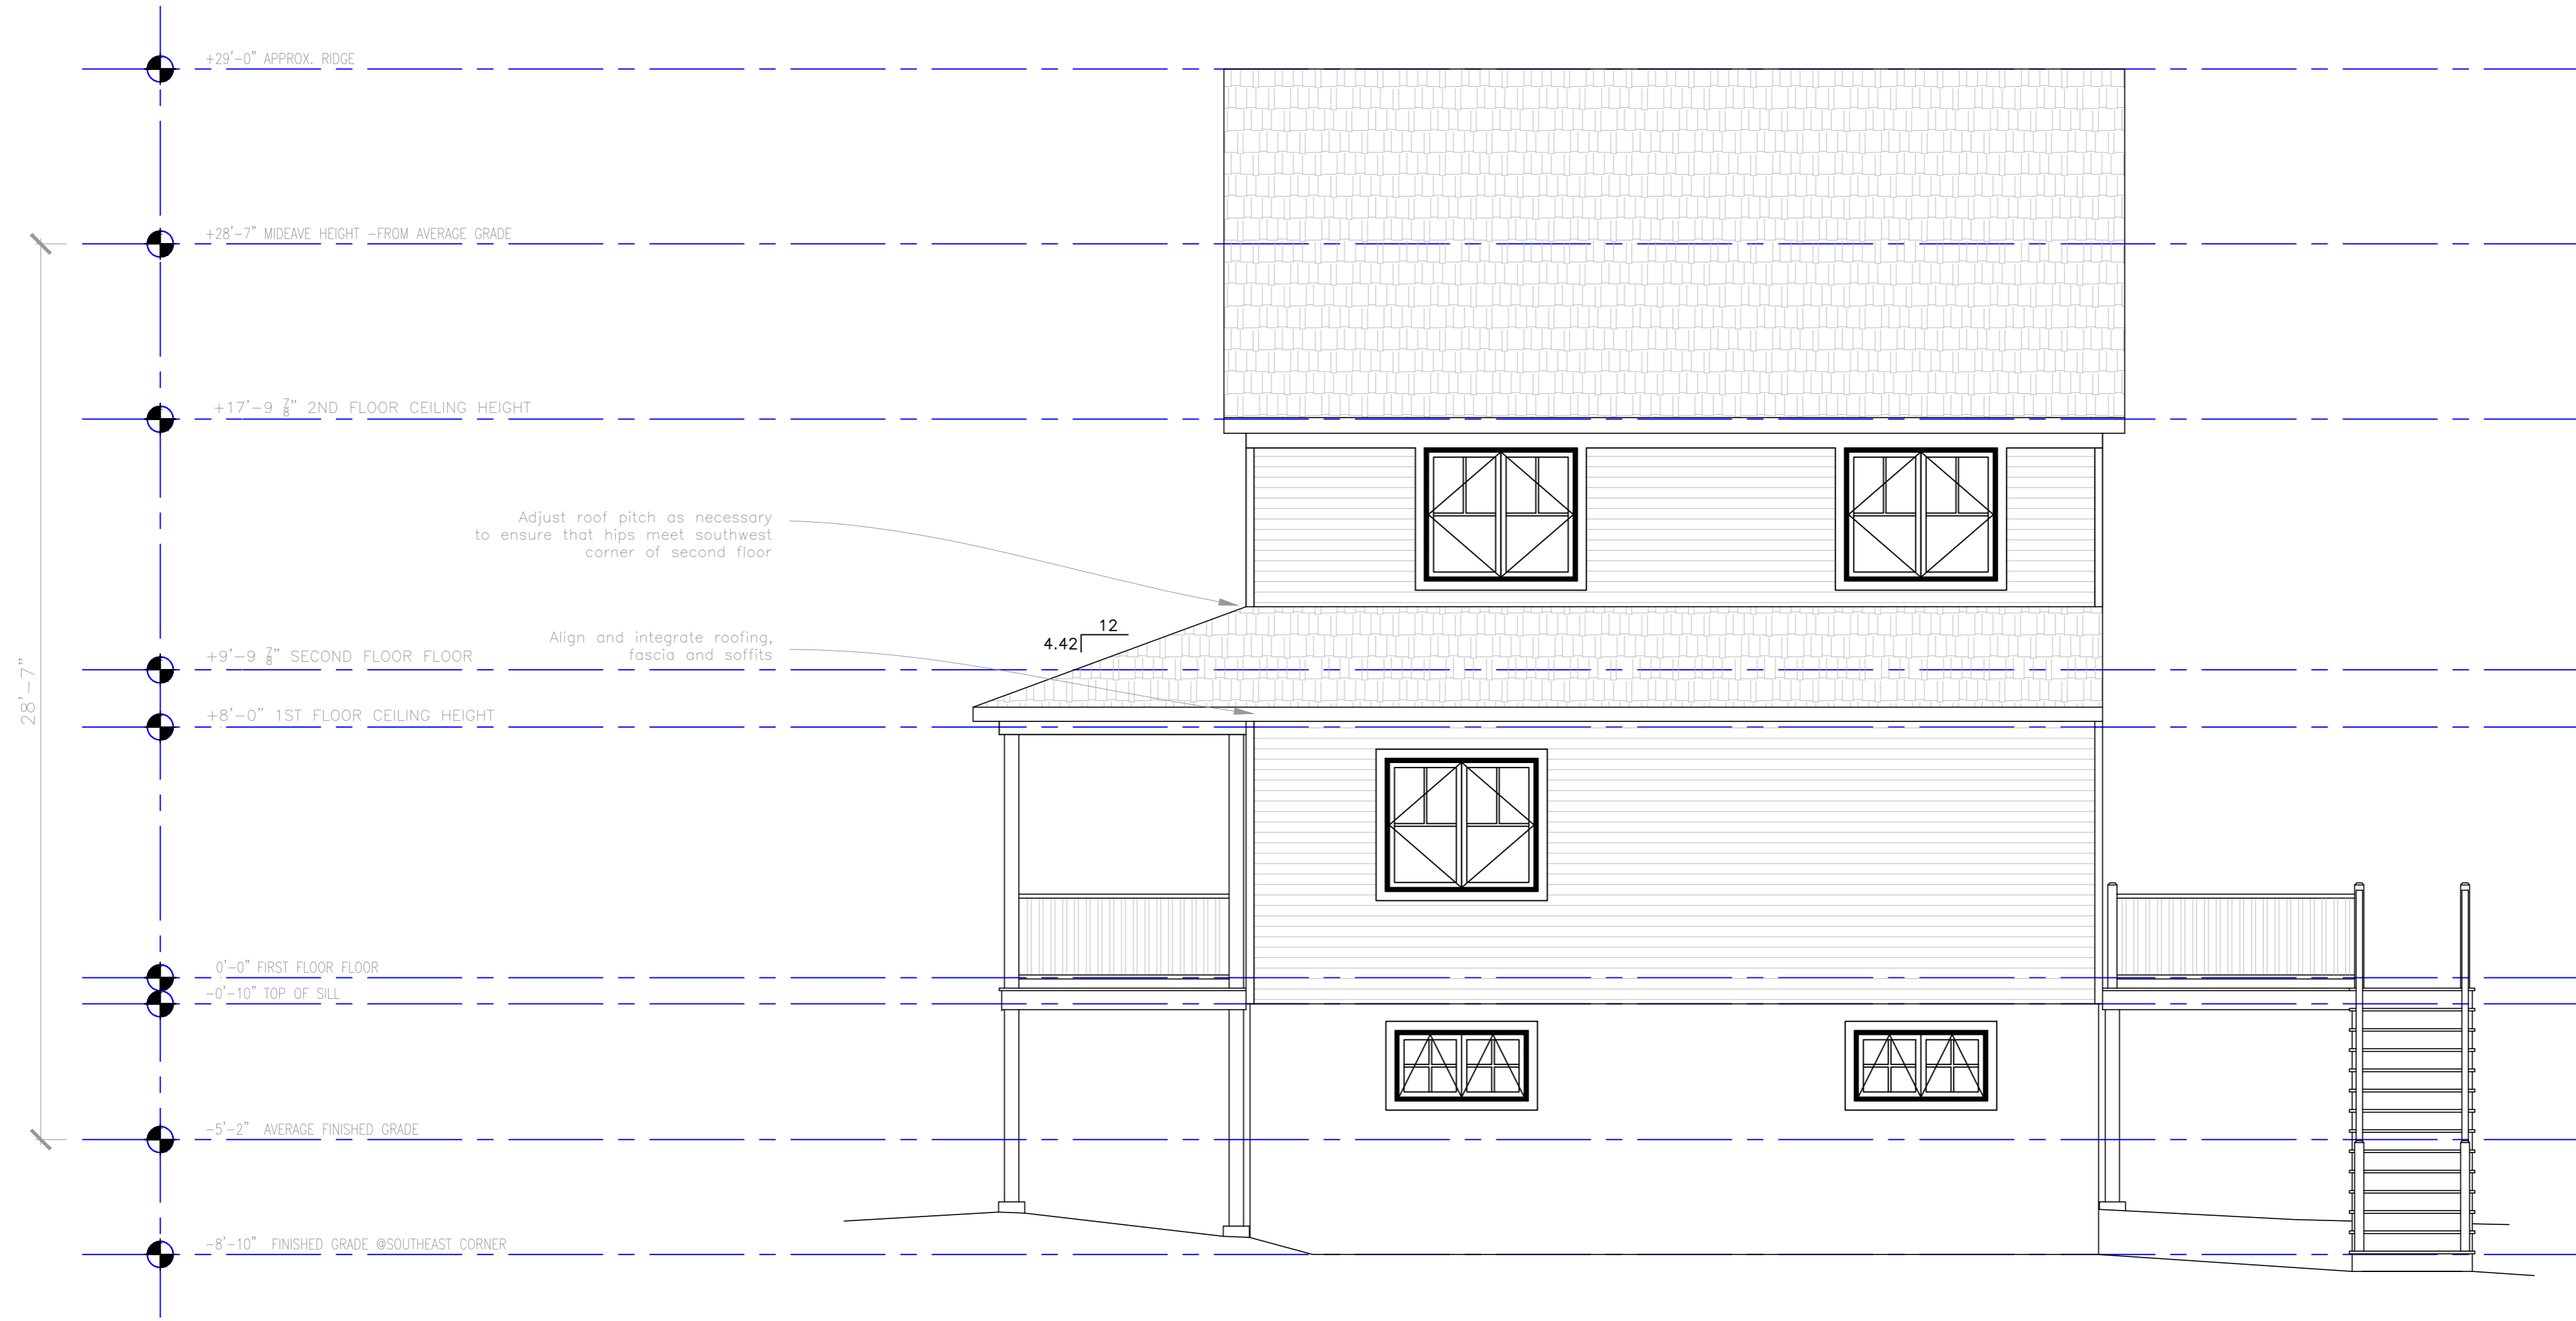 +29'-0" APPROX. RIDGE
+28'-7" MIDEAVE HEIGHT -FROM AVERAGE GRADE
+17'-9 7/8" 2ND FLOOR CEILING HEIGHT
Adjust roof pitch as necessary
to ensure that hips meet southwest
corner of second floor
12
4.42
Align and integrate roofing,
fascia and soffits
+9'-9 7/8" SECOND FLOOR FLOOR
28'-7"
+8'-0" 1ST FLOOR CEILING HEIGHT
0'-0" FIRST FLOOR FLOOR
-0'-10" TOP OF SILL
-5'-2" AVERAGE FINISHED GRADE
-8'-10" FINISHED GRADE @SOUTHEAST CORNER